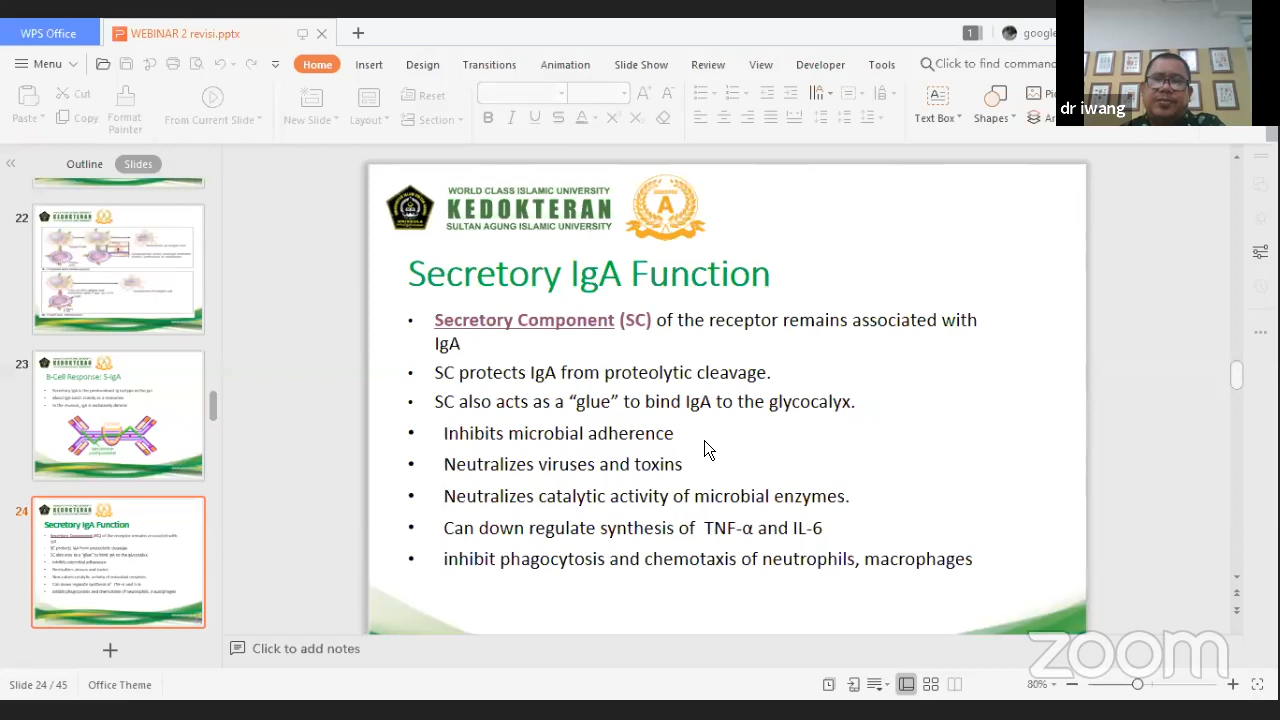 WPS Office
WEBINAR 2 revisi.pptx
1
google
Menu
Home
Insert
Design
Transitions
Animation
Slide Show
Review
View
Developer
Tools
Click to find command
dr iwang
Cut
Paste
Copy
Format
Painter
From Current Slide
New Slide
Reset
Section
Text Box
Shapes
Outline
Slides
22
23
B-Cell Response: S-IgA
24
Secretory IgA Function
WORLD CLASS ISLAMIC UNIVERSITY
KEDOKTERAN
SULTAN AGUNG ISLAMIC UNIVERSITY
A
Secretory IgA Function
• Secretory Component (SC) of the receptor remains associated with
IgA
• SC protects IgA from proteolytic cleavage.
• SC also acts as a “glue” to bind IgA to the glycocalyx.
• Inhibits microbial adherence
• Neutralizes viruses and toxins
• Neutralizes catalytic activity of microbial enzymes.
• Can down regulate synthesis of TNF-α and IL-6
• inhibit phagocytosis and chemotaxis of neutrophils, macrophages
Click to add notes
zoom
Slide 24 / 45
Office Theme
80%